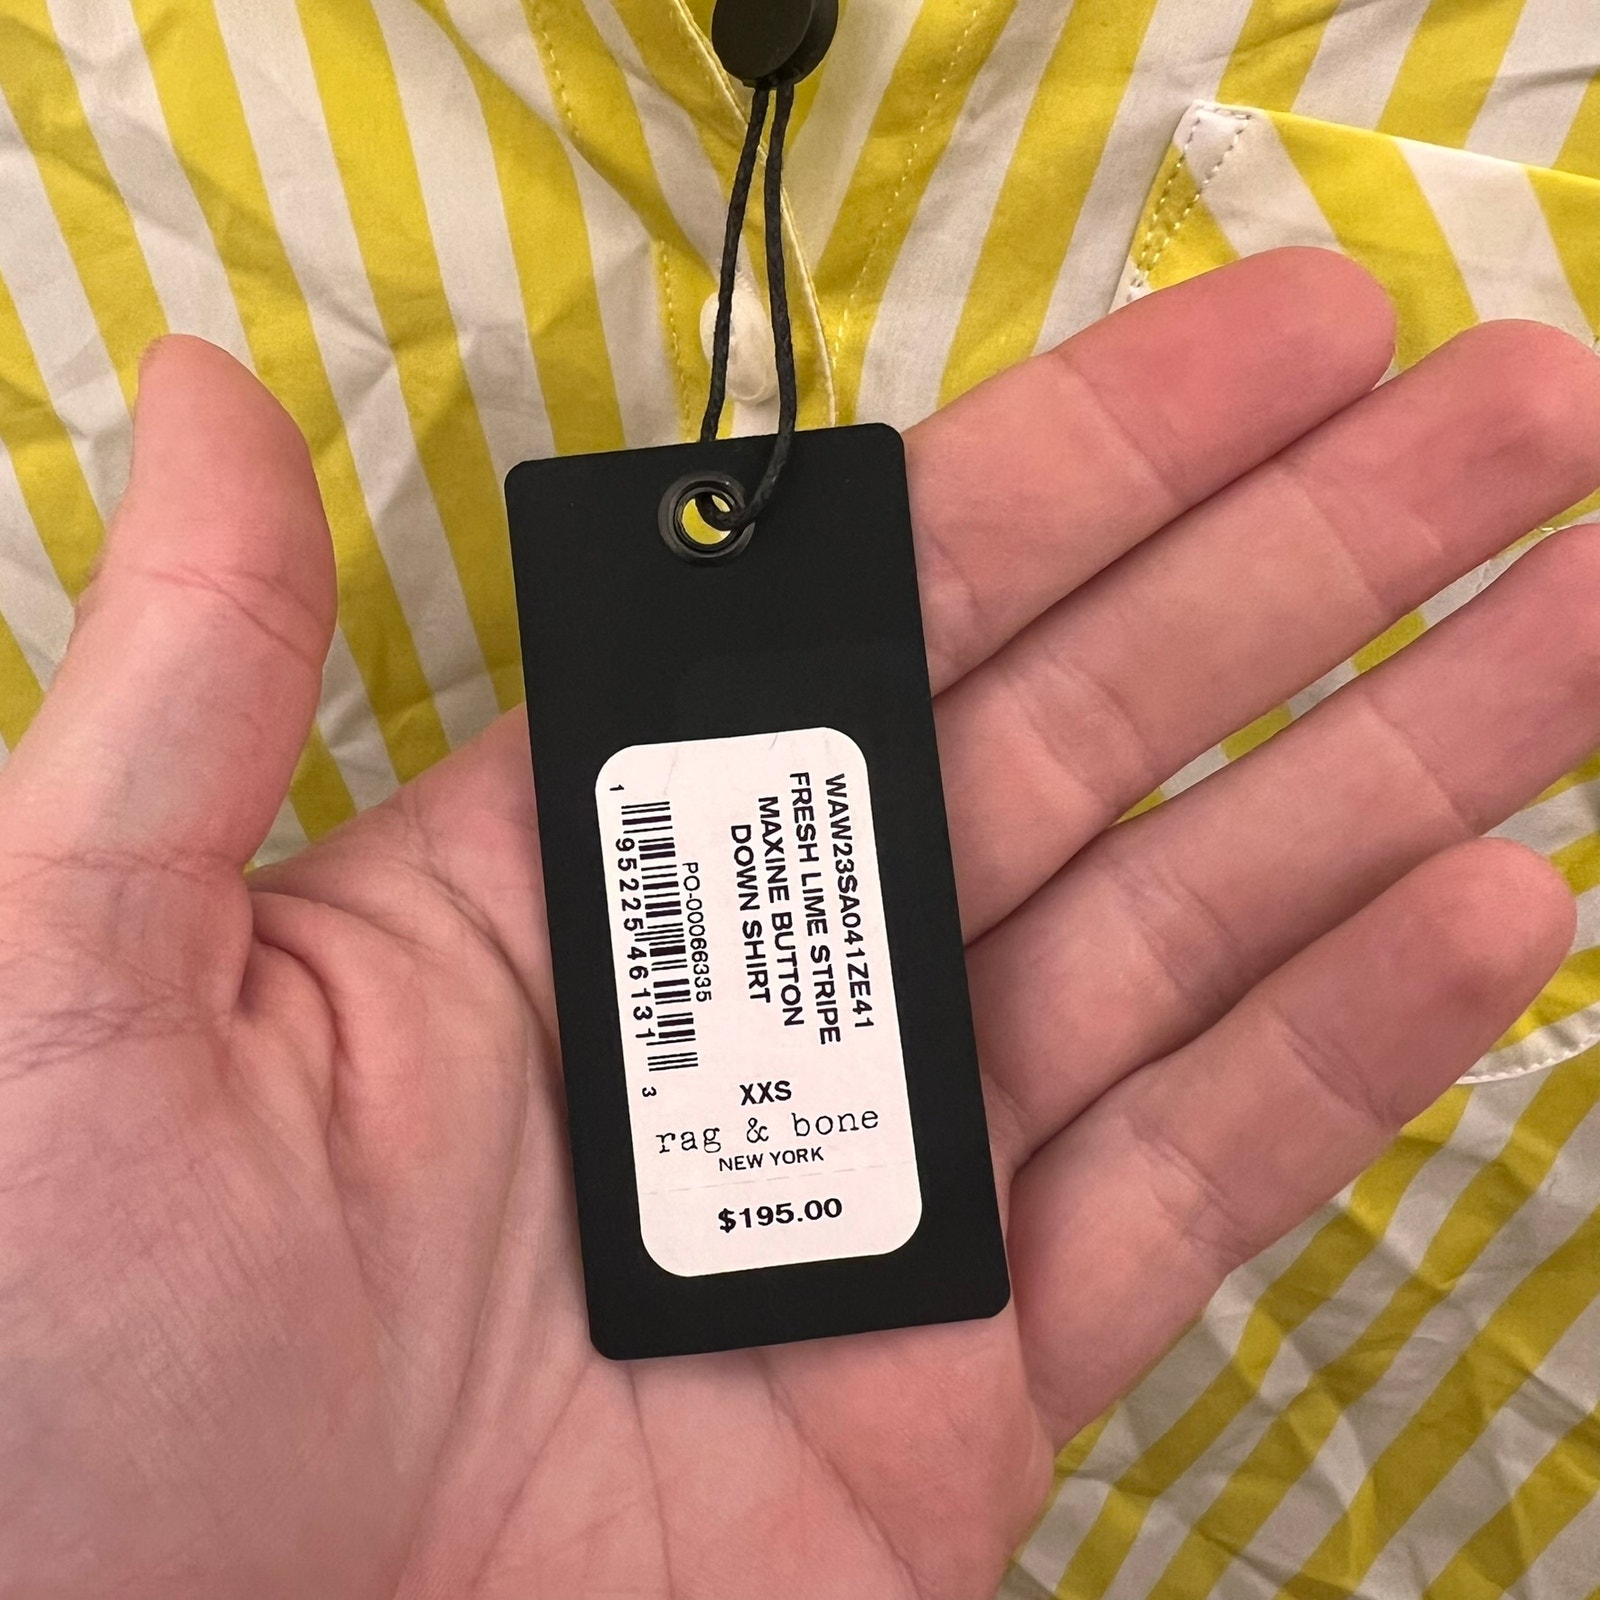 WAW23SA041ZE41
FRESH LIME STRIPE
MAXINE BUTTON
DOWN SHIRT
PO-00066335
1 95225 46131 3
XXS
rag & bone
NEW YORK
$195.00